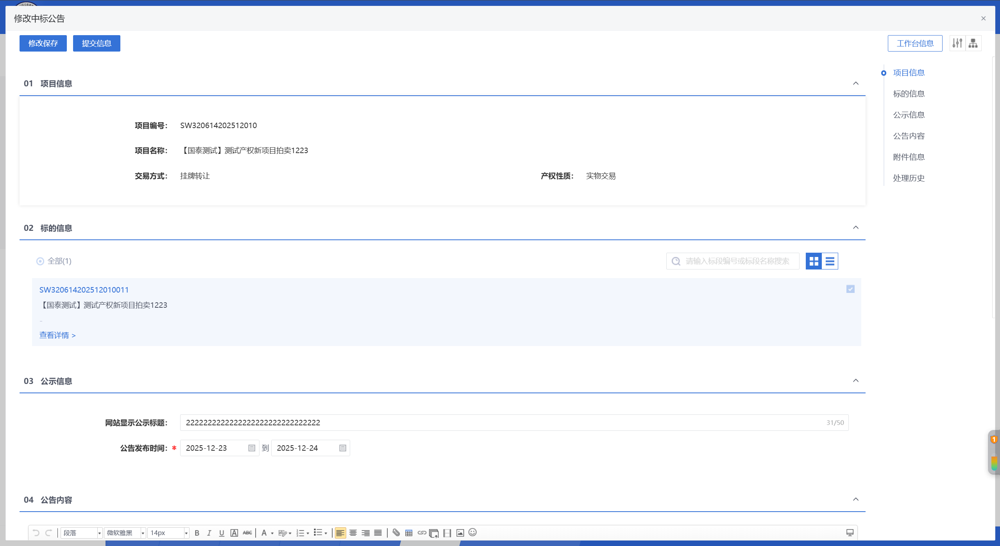 修改中标公告
修改保存 提交信息 工作台信息
项目信息
标的信息
公示信息
公告内容
附件信息
处理历史
01 项目信息
项目编号： SW320614202512010
项目名称： 【国泰测试】测试产权新项目拍卖1223
交易方式： 挂牌转让 产权性质： 实物交易
02 标的信息
全部(1) 请输入标段编号或标段名称搜索
SW320614202512010011
【国泰测试】测试产权新项目拍卖1223
-
查看详情 >
03 公示信息
网站显示公示标题： 2222222222222222222222222222222 31/50
公告发布时间： * 2025-12-23 到 2025-12-24
1
04 公告内容
段落 微软雅黑 14px B I U A ABC A